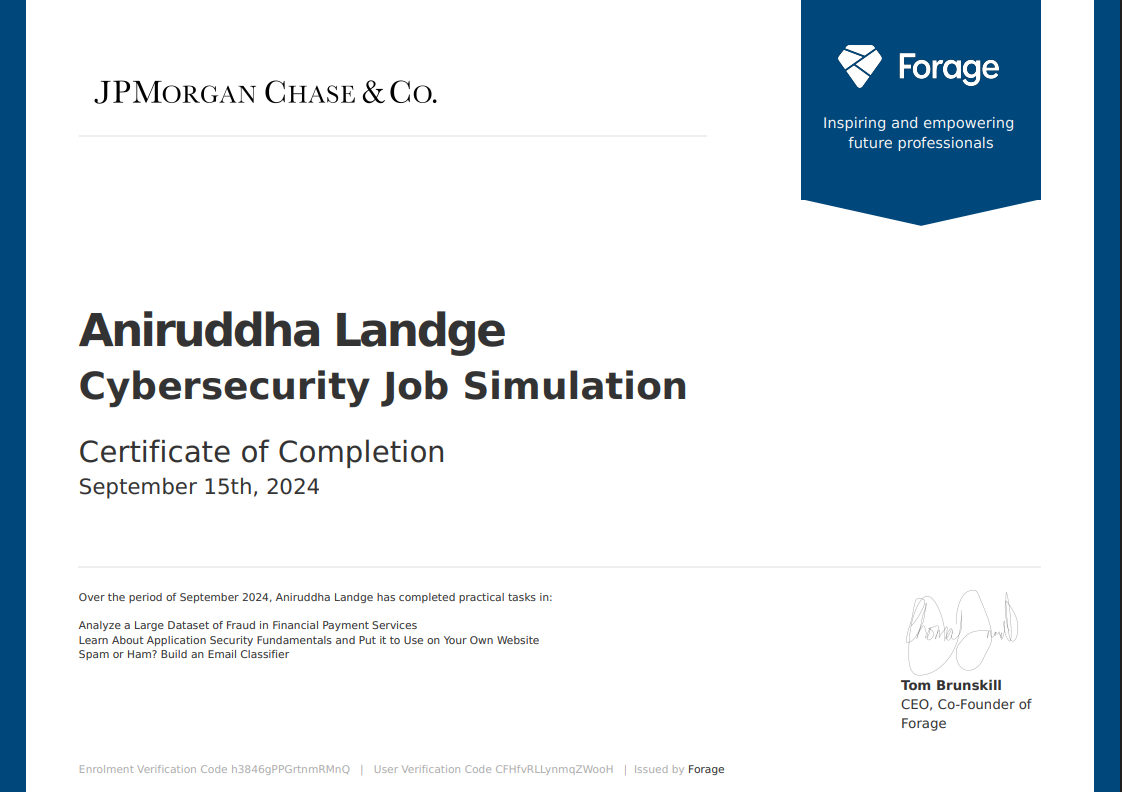 JPMORGAN CHASE & CO.
Forage
Inspiring and empowering
future professionals
Aniruddha Landge
Cybersecurity Job Simulation
Certificate of Completion
September 15th, 2024
Over the period of September 2024, Aniruddha Landge has completed practical tasks in:
Analyze a Large Dataset of Fraud in Financial Payment Services
Learn About Application Security Fundamentals and Put it to Use on Your Own Website
Spam or Ham? Build an Email Classifier
Tom Brunskill
CEO, Co-Founder of
Forage
Enrolment Verification Code h3846gPPGrtnmRMnQ | User Verification Code CFHfvRLLynmqZWooH | Issued by Forage